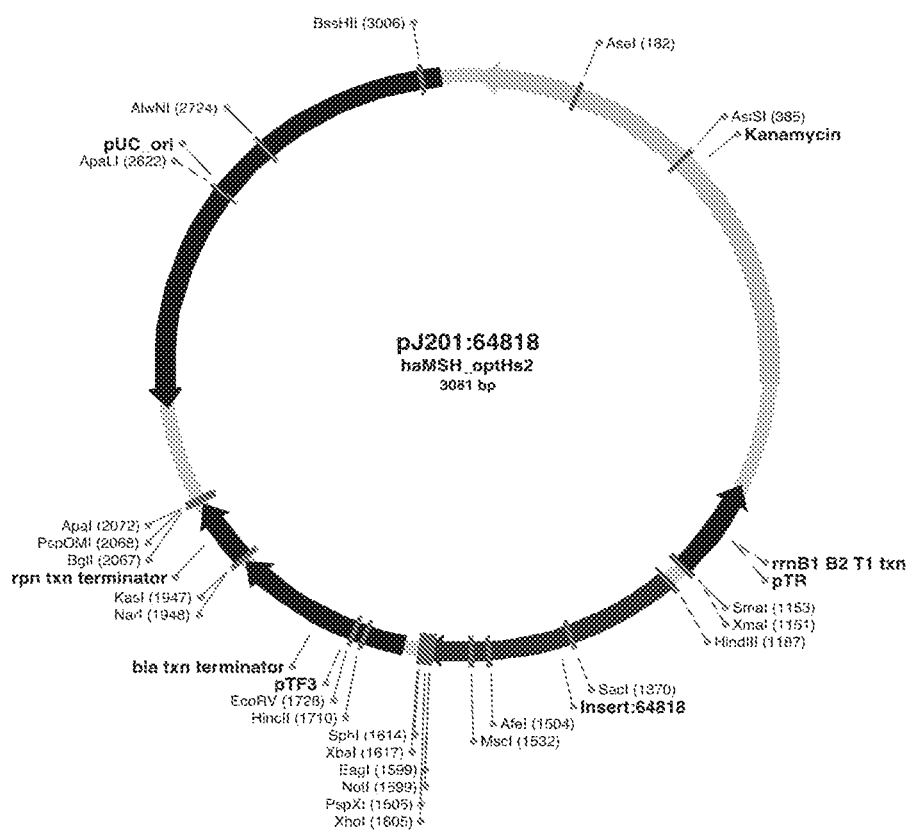 BssHII (3006)
AseI (182)
AlwNI (2724)
AsiSI (385)
Kanamycin
pUC_ori
ApaLI (2622)
pJ201:64818
haMSH_optHs2
3081 bp
ApaI (2072)
PspOMI (2068)
BglI (2067)
rpn txn terminator
KasI (1947)
NarI (1948)
rrnB1 B2 T1 txn
pTR
SmaI (1153)
XmaI (1151)
HindIII (1187)
bla txn terminator
pTF3
EcoRV (1728)
HincII (1710)
SacI (1370)
Insert:64818
SphI (1614)
XbaI (1617)
AfeI (1504)
MscI (1532)
EagI (1599)
NotI (1599)
PspXI (1605)
XhoI (1605)